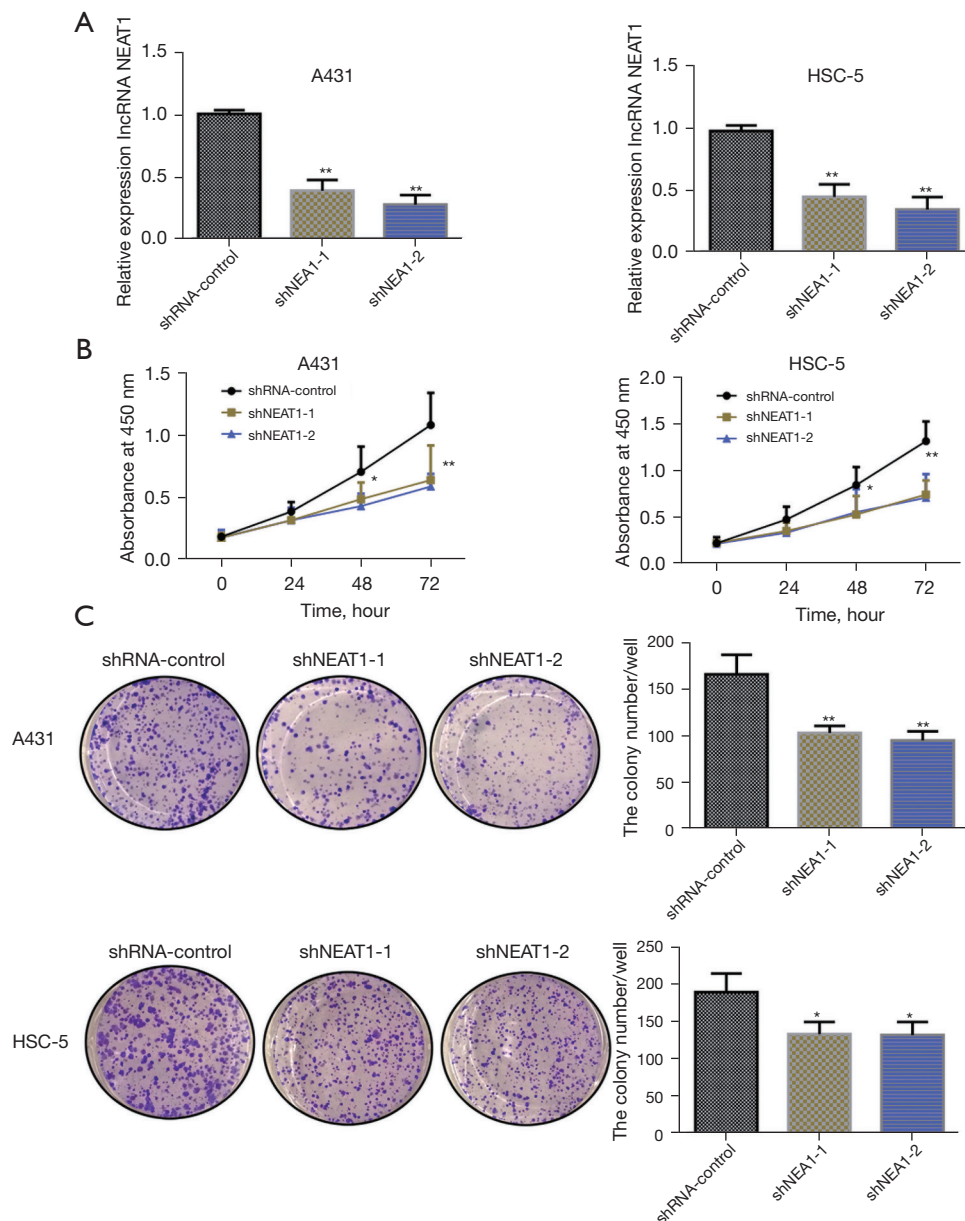 A
A431
Relative expression lncRNA NEAT1
1.5
1.0
0.5
0.0
**
**
shRNA-control
shNEA1-1
shNEA1-2
HSC-5
Relative expression lncRNA NEAT1
1.5
1.0
0.5
0.0
**
**
shRNA-control
shNEA1-1
shNEA1-2
B
A431
Absorbance at 450 nm
1.5
1.0
0.5
0.0
shRNA-control
shNEAT1-1
shNEAT1-2
*
**
0 24 48 72
Time, hour
HSC-5
Absorbance at 450 nm
2.0
1.5
1.0
0.5
0.0
shRNA-control
shNEAT1-1
shNEAT1-2
*
**
0 24 48 72
Time, hour
C
shRNA-control shNEAT1-1 shNEAT1-2
A431
The colony number/well
200
150
100
50
0
**
**
shRNA-control
shNEA1-1
shNEA1-2
shRNA-control shNEAT1-1 shNEAT1-2
HSC-5
The colony number/well
250
200
150
100
50
0
*
*
shRNA-control
shNEA1-1
shNEA1-2